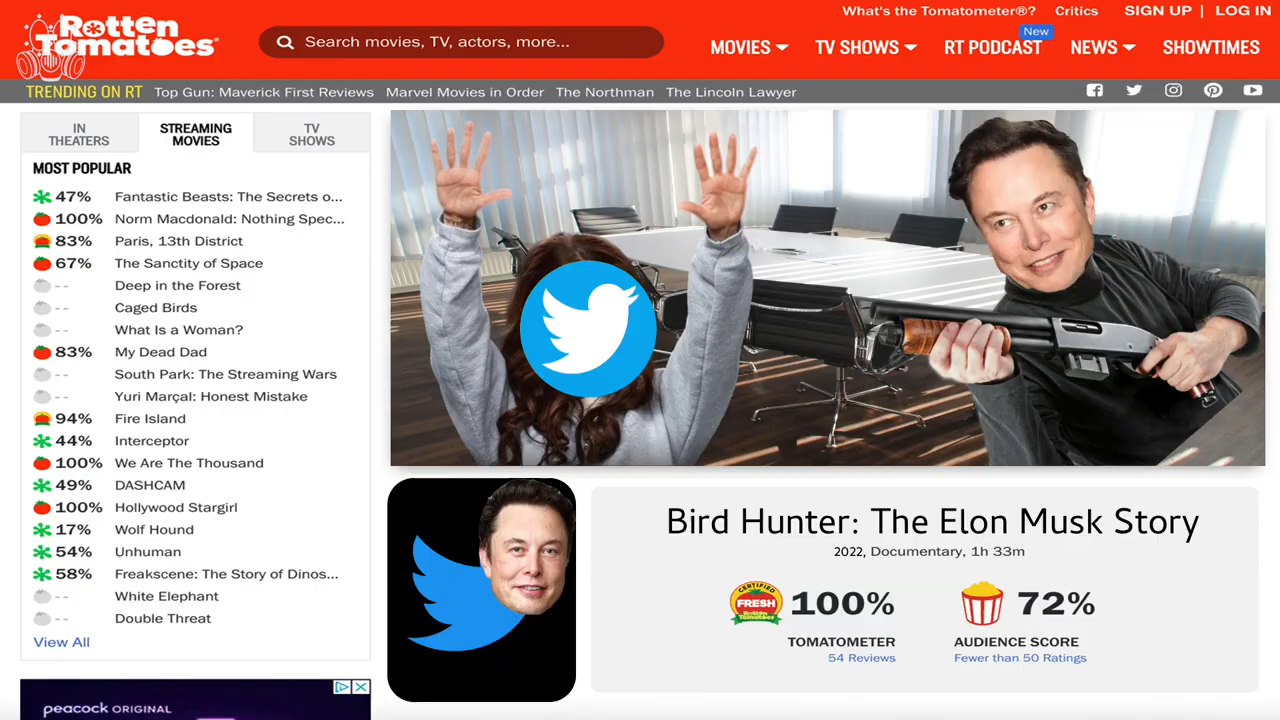 What's the Tomatometer®? Critics SIGN UP | LOG IN
Rotten
Tomatoes®
Search movies, TV, actors, more...
New
MOVIES TV SHOWS RT PODCAST NEWS SHOWTIMES
TRENDING ON RT Top Gun: Maverick First Reviews Marvel Movies in Order The Northman The Lincoln Lawyer
IN
THEATERS
STREAMING
MOVIES
TV
SHOWS
MOST POPULAR
47% Fantastic Beasts: The Secrets o...
100% Norm Macdonald: Nothing Spec...
83% Paris, 13th District
67% The Sanctity of Space
-- Deep in the Forest
-- Caged Birds
-- What Is a Woman?
83% My Dead Dad
-- South Park: The Streaming Wars
-- Yuri Marçal: Honest Mistake
94% Fire Island
44% Interceptor
100% We Are The Thousand
49% DASHCAM
100% Hollywood Stargirl
17% Wolf Hound
54% Unhuman
58% Freakscene: The Story of Dinos...
-- White Elephant
-- Double Threat
View All
peacock ORIGINAL
Bird Hunter: The Elon Musk Story
2022, Documentary, 1h 33m
CERTIFIED
FRESH
Rotten
Tomatoes
100%
TOMATOMETER
54 Reviews
72%
AUDIENCE SCORE
Fewer than 50 Ratings